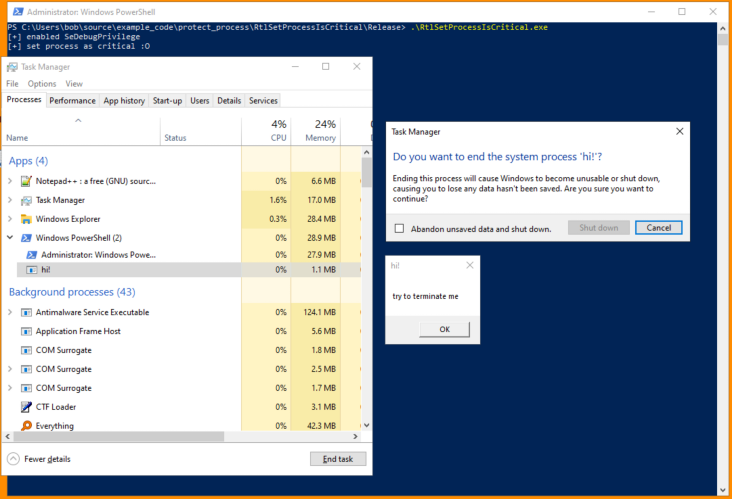 Administrator: Windows PowerShell
PS C:\Users\bob\source\example_code\protect_process\RtlSetProcessIsCritical\Release> .\RtlSetProcessIsCritical.exe
[+] enabled SeDebugPrivilege
[+] set process as critical :O
Task Manager
File Options View
Processes Performance App history Start-up Users Details Services
4% 24%
Name Status CPU Memory
Apps (4)
Notepad++ : a free (GNU) sourc... 0% 6.6 MB
Task Manager 1.6% 17.0 MB
Windows Explorer 0.3% 28.4 MB
Windows PowerShell (2) 0% 28.9 MB
Administrator: Windows Powe... 0% 27.9 MB
hi! 0% 1.1 MB
Background processes (43)
Antimalware Service Executable 0% 124.1 MB
Application Frame Host 0% 5.6 MB
COM Surrogate 0% 1.8 MB
COM Surrogate 0% 2.5 MB
COM Surrogate 0% 1.7 MB
CTF Loader 0% 3.1 MB
Everything 0% 42.3 MB
Fewer details End task
Task Manager
Do you want to end the system process 'hi!'?
Ending this process will cause Windows to become unusable or shut down,
causing you to lose any data hasn't been saved. Are you sure you want to
continue?
Abandon unsaved data and shut down. Shut down Cancel
hi!
try to terminate me
OK